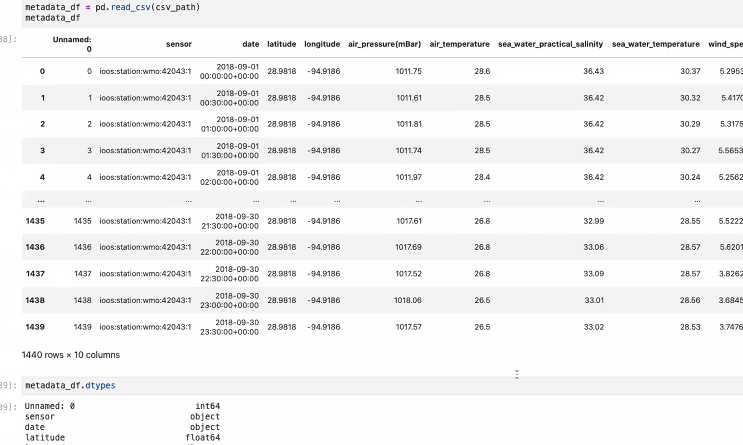 metadata_df = pd.read_csv(csv_path)
metadata_df
88]:
Unnamed: 0 sensor date latitude longitude air_pressure(mBar) air_temperature sea_water_practical_salinity sea_water_temperature wind_spe
0 0 ioos:station:wmo:42043:1 2018-09-01 00:00:00+00:00 28.9818 -94.9186 1011.75 28.6 36.43 30.37 5.2953
1 1 ioos:station:wmo:42043:1 2018-09-01 00:30:00+00:00 28.9818 -94.9186 1011.61 28.5 36.42 30.32 5.4170
2 2 ioos:station:wmo:42043:1 2018-09-01 01:00:00+00:00 28.9818 -94.9186 1011.81 28.5 36.42 30.29 5.3175
3 3 ioos:station:wmo:42043:1 2018-09-01 01:30:00+00:00 28.9818 -94.9186 1011.74 28.5 36.42 30.27 5.5653
4 4 ioos:station:wmo:42043:1 2018-09-01 02:00:00+00:00 28.9818 -94.9186 1011.97 28.4 36.42 30.24 5.2562
... ... ... ... ... ... ... ... ... ...
1435 1435 ioos:station:wmo:42043:1 2018-09-30 21:30:00+00:00 28.9818 -94.9186 1017.61 26.8 32.99 28.55 5.5222
1436 1436 ioos:station:wmo:42043:1 2018-09-30 22:00:00+00:00 28.9818 -94.9186 1017.69 26.8 33.06 28.57 5.6201
1437 1437 ioos:station:wmo:42043:1 2018-09-30 22:30:00+00:00 28.9818 -94.9186 1017.52 26.8 33.09 28.57 3.8262
1438 1438 ioos:station:wmo:42043:1 2018-09-30 23:00:00+00:00 28.9818 -94.9186 1018.06 26.5 33.01 28.56 3.6845
1439 1439 ioos:station:wmo:42043:1 2018-09-30 23:30:00+00:00 28.9818 -94.9186 1017.57 26.5 33.02 28.53 3.7476
1440 rows × 10 columns
89]: metadata_df.dtypes
89]: Unnamed: 0 int64
sensor object
date object
latitude float64